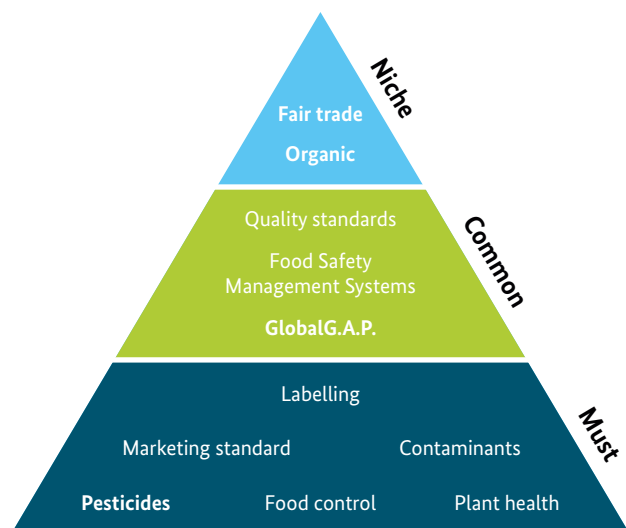 Niche
Fair trade
Organic
Common
Quality standards
Food Safety
Management Systems
GlobalG.A.P.
Must
Labelling
Marketing standard Contaminants
Pesticides Food control Plant health